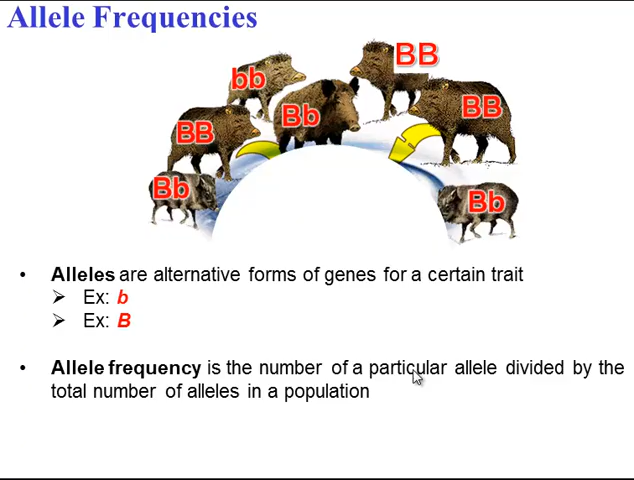 Allele Frequencies
BB
bb
Bb
BB
BB
Bb
Bb
• Alleles are alternative forms of genes for a certain trait
➢ Ex: b
➢ Ex: B
• Allele frequency is the number of a particular allele divided by the
total number of alleles in a population